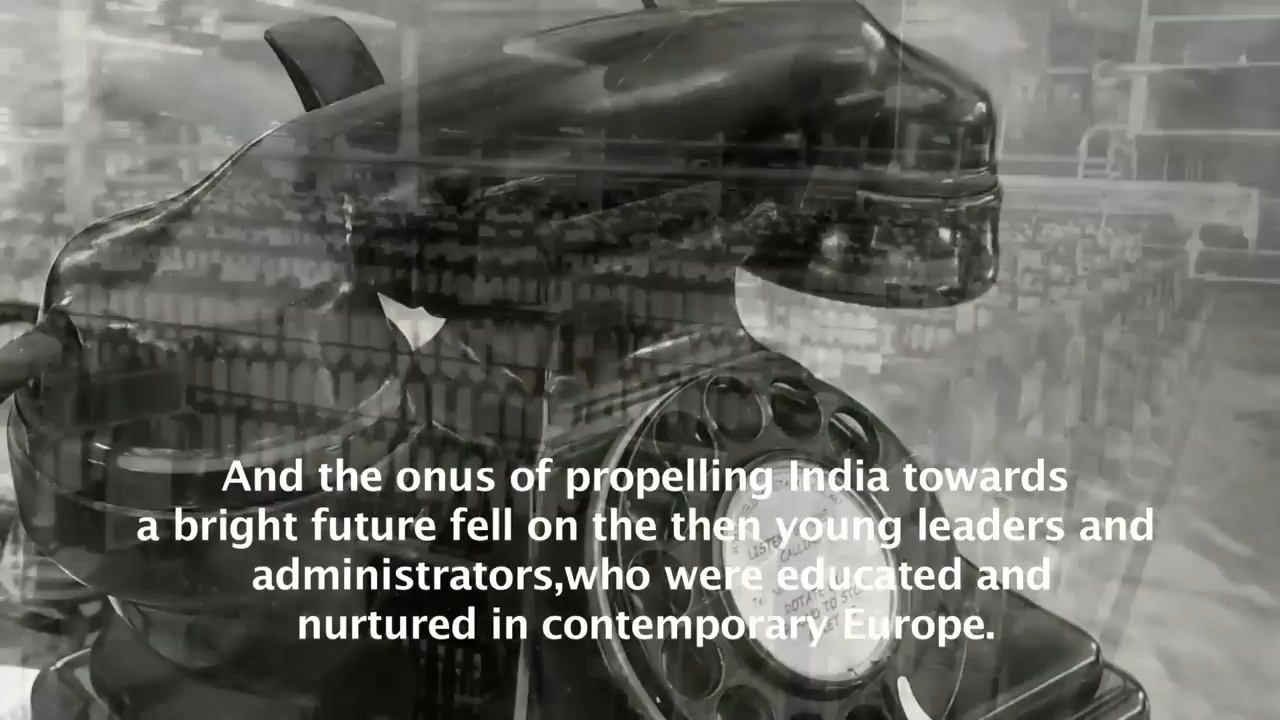 And the onus of propelling India towards
a bright future fell on the then young leaders and
administrators,who were educated and
nurtured in contemporary Europe.
LISTEN